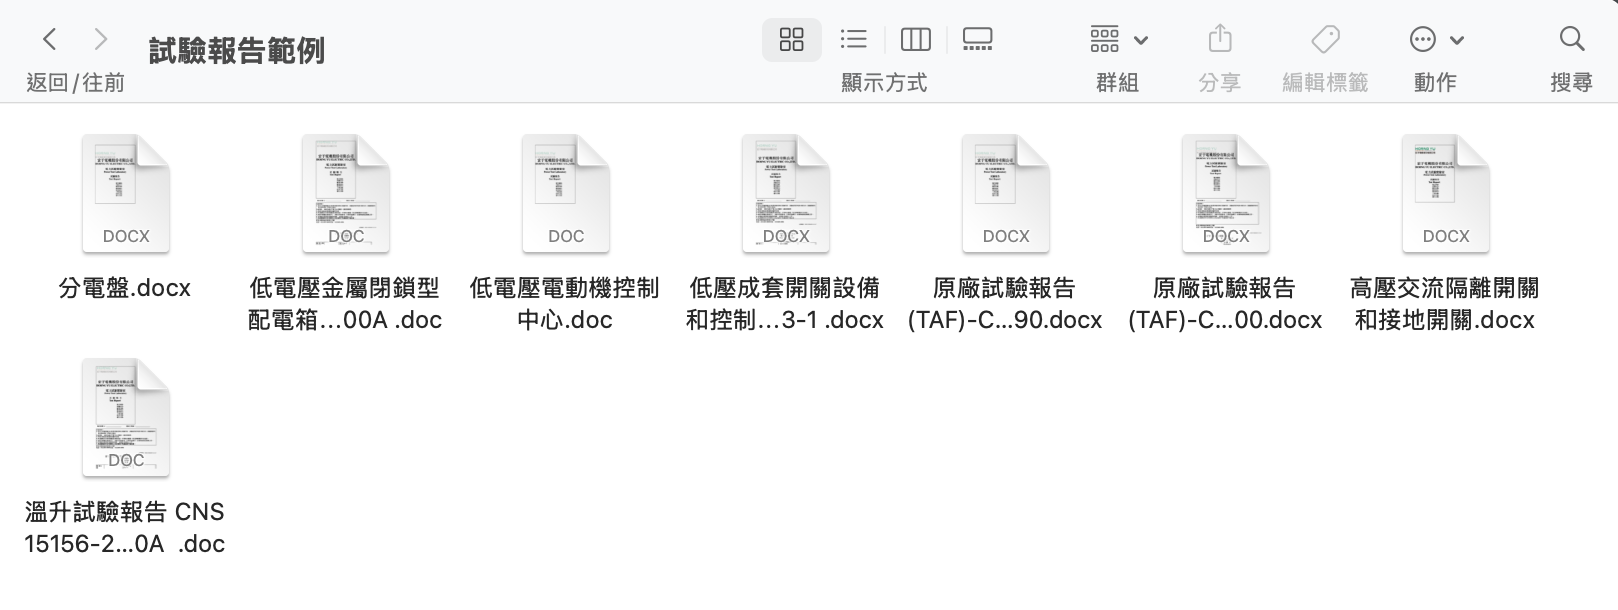 試驗報告範例
返回/往前
顯示方式
群組
分享
編輯標籤
動作
搜尋
DOCX
DOC
DOC
DOCX
DOCX
DOCX
DOCX
分電盤.docx
低電壓金屬閉鎖型
配電箱...00A .doc
低電壓電動機控制
中心.doc
低壓成套開關設備
和控制...3-1 .docx
原廠試驗報告
(TAF)-C...90.docx
原廠試驗報告
(TAF)-C...00.docx
高壓交流隔離開關
和接地開關.docx
DOC
溫升試驗報告 CNS
15156-2...0A  .doc